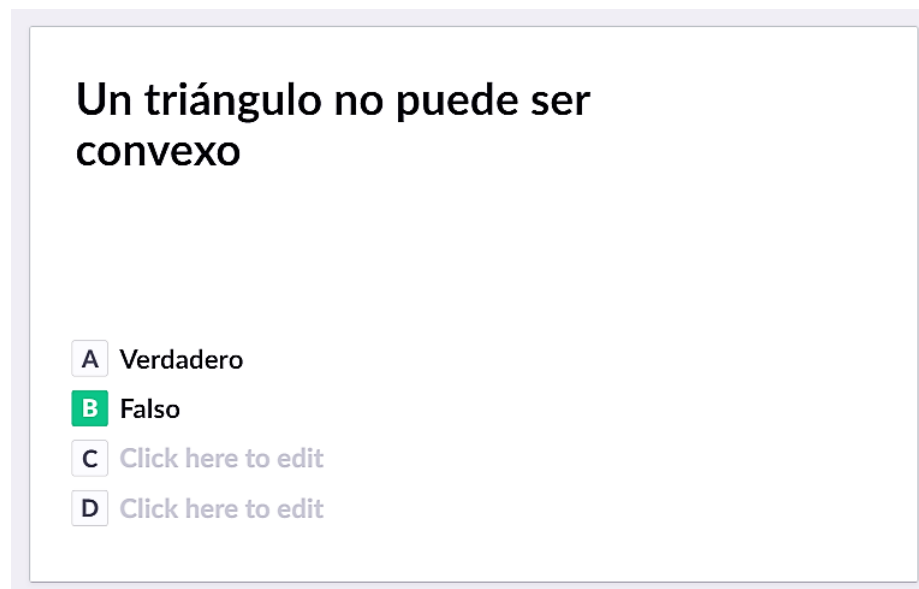 Un triángulo no puede ser
convexo
A Verdadero
B Falso
C Click here to edit
D Click here to edit